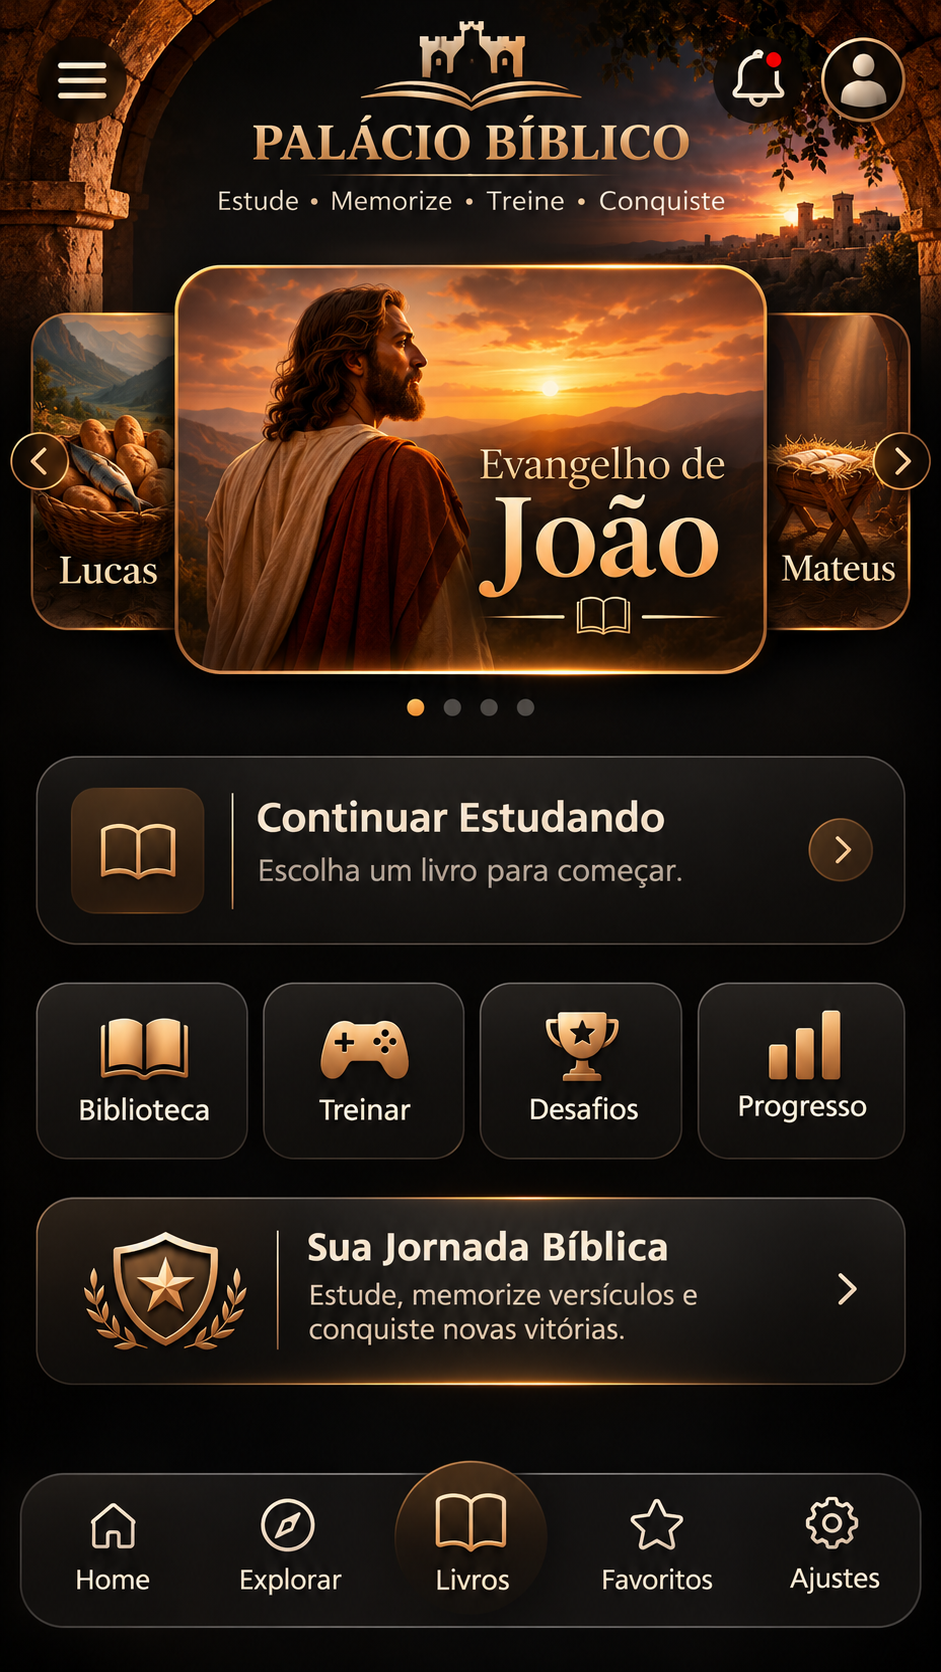 PALÁCIO BÍBLICO
Estude • Memorize • Treine • Conquiste
Evangelho de
João
Lucas
Mateus
Continuar Estudando
Escolha um livro para começar.
Biblioteca
Treinar
Desafios
Progresso
Sua Jornada Bíblica
Estude, memorize versículos e
conquiste novas vitórias.
Home
Explorar
Livros
Favoritos
Ajustes